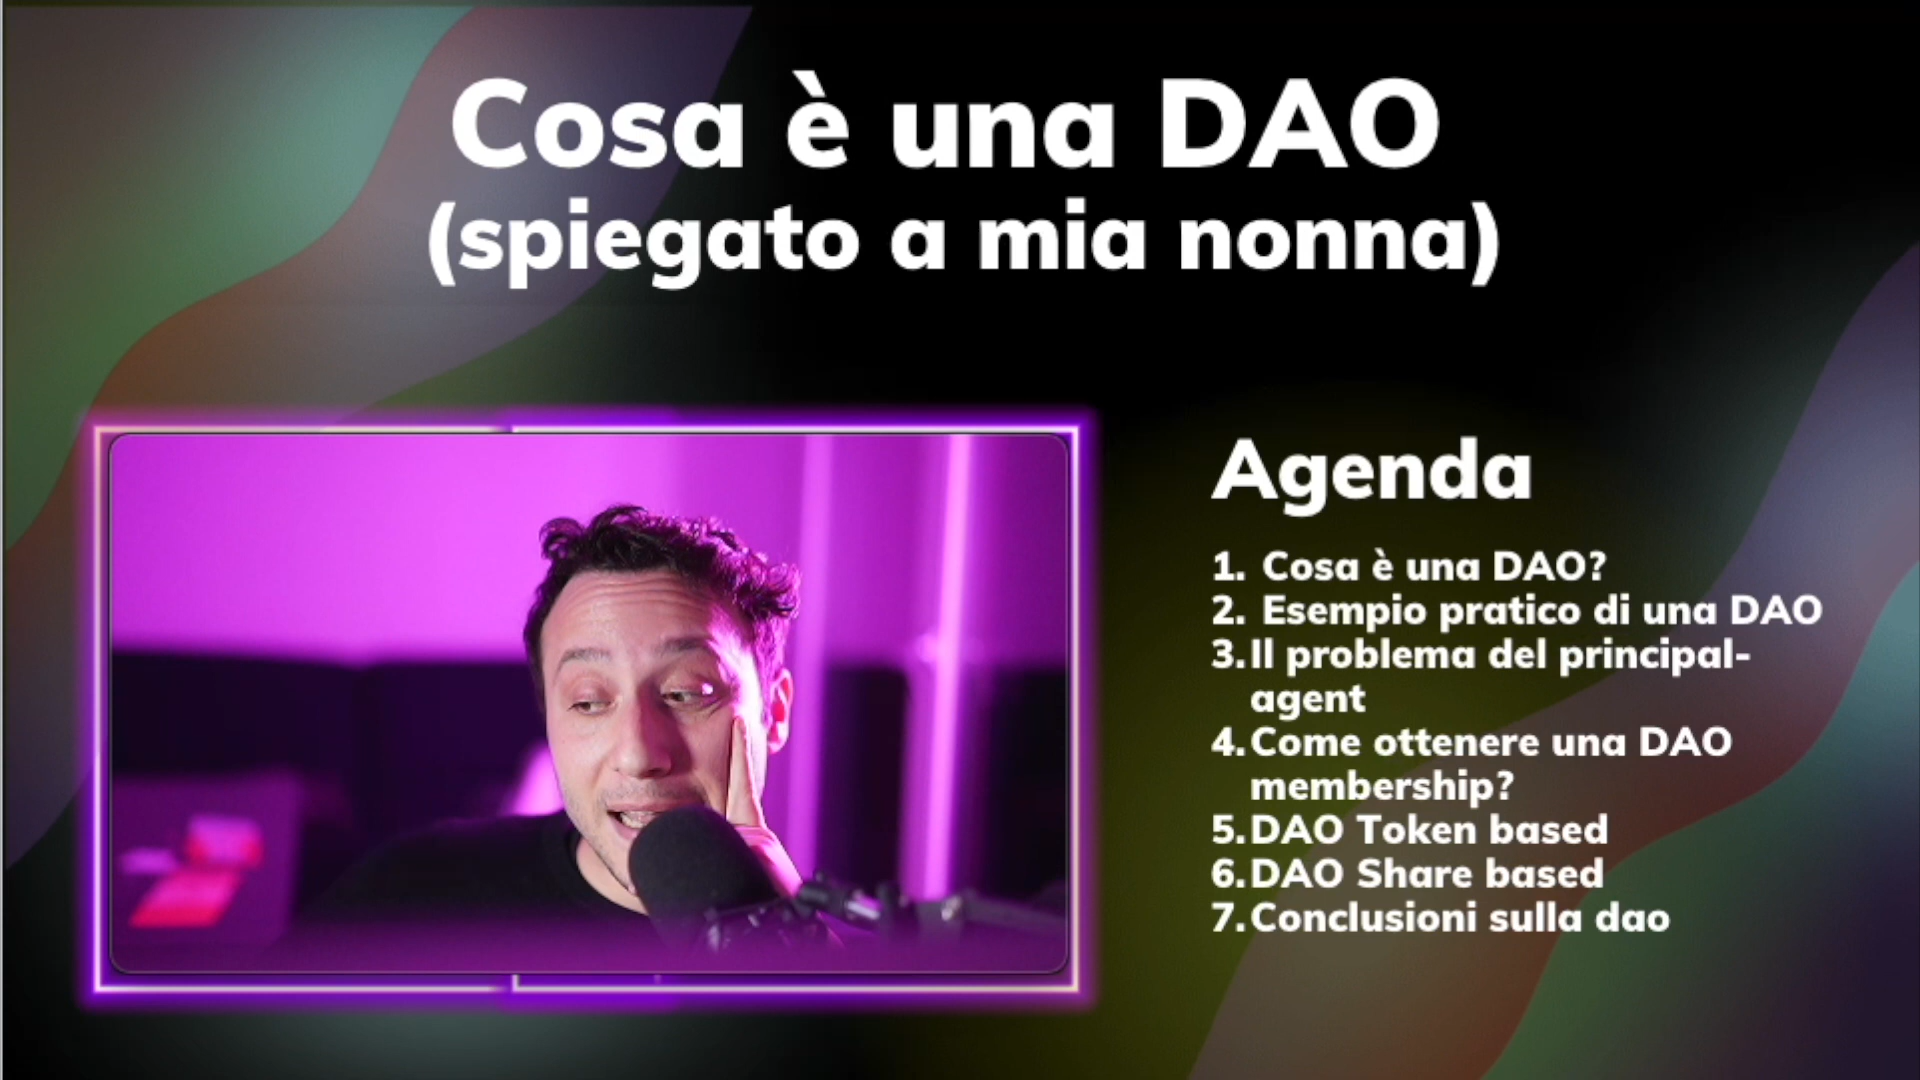 Cosa è una DAO
(spiegato a mia nonna)
Agenda
1. Cosa è una DAO?
2. Esempio pratico di una DAO
3. Il problema del principal-
agent
4. Come ottenere una DAO
membership?
5. DAO Token based
6. DAO Share based
7. Conclusioni sulla dao